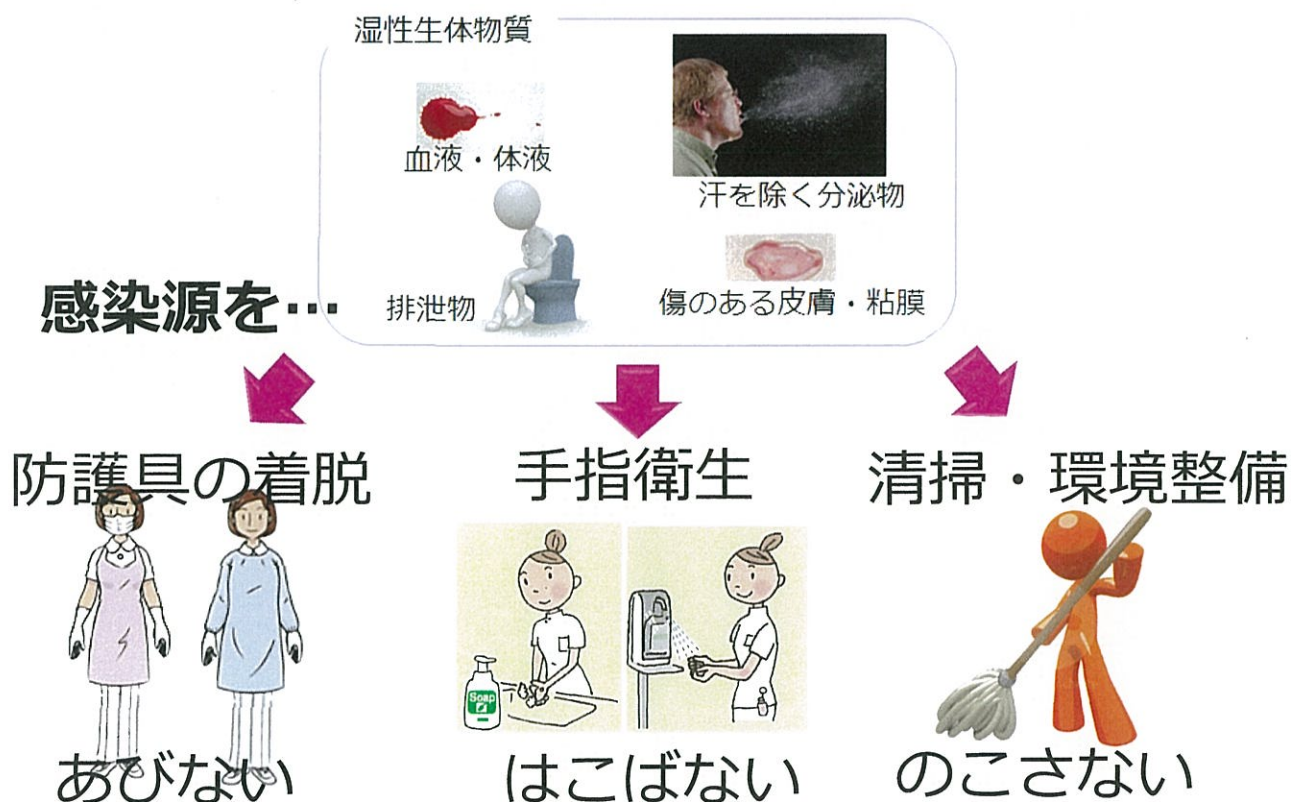 湿性生体物質
血液・体液
汗を除く分泌物
排泄物
傷のある皮膚・粘膜
感染源を…
防護具の着脱
手指衛生
清掃・環境整備
Soap
あびない
はこばない
のこさない